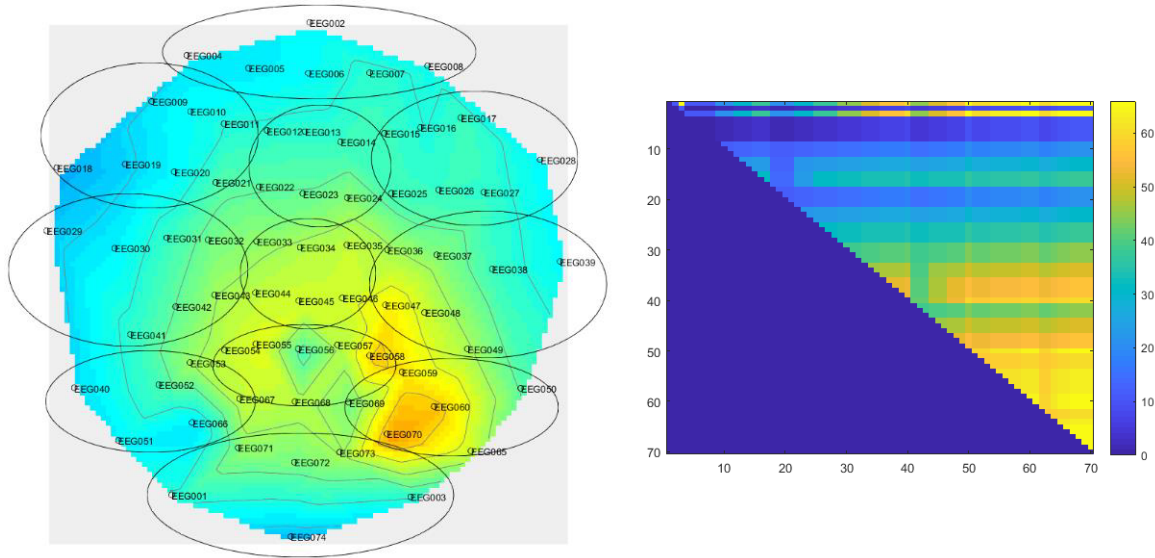 EEG002
EEG004
EEG005 EEG006 EEG007 EEG008
EEG009 EEG010 EEG011 EEG012 EEG013 EEG014 EEG015 EEG016 EEG017
EEG018 EEG019 EEG020 EEG021 EEG022 EEG023 EEG024 EEG025 EEG026 EEG027 EEG028
EEG029 EEG030 EEG031 EEG032 EEG033 EEG034 EEG035 EEG036 EEG037 EEG038 EEG039
EEG041 EEG042 EEG043 EEG044 EEG045 EEG046 EEG047 EEG048 EEG049
EEG040 EEG052 EEG053 EEG054 EEG055 EEG056 EEG057 EEG058 EEG059 EEG050
EEG051 EEG066 EEG067 EEG068 EEG069 EEG060
EEG071 EEG072 EEG073 EEG070 EEG065
EEG001 EEG003
EEG074
10
20
30
40
50
60
70
10 20 30 40 50 60 70
60
50
40
30
20
10
0